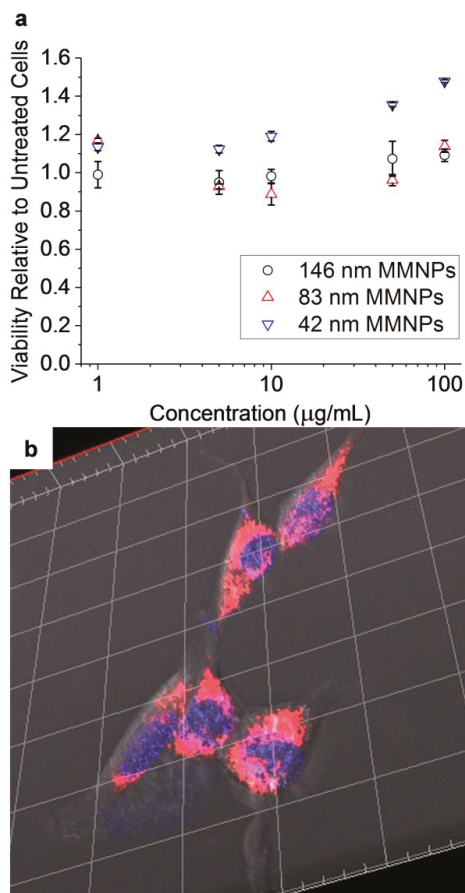 a
Viability Relative to Untreated Cells
1.6
1.4
1.2
1.0
0.8
0.6
0.4
0.2
0.0
146 nm MMNPs
83 nm MMNPs
42 nm MMNPs
1
10
100
Concentration (μg/mL)
b